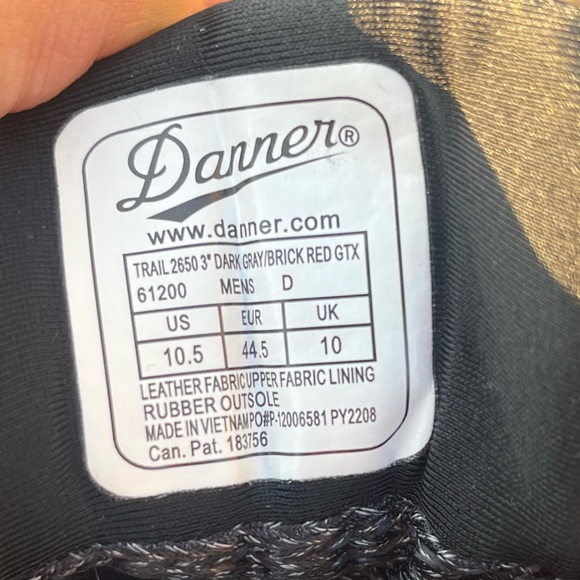 Danner®
www.danner.com
TRAIL 2650 3" DARK GRAY/BRICK RED GTX
61200 MENS D
US EUR UK
10.5 44.5 10
LEATHER FABRIC UPPER FABRIC LINING
RUBBER OUTSOLE
MADE IN VIETNAM PO#P-12006581 PY2208
Can. Pat. 183756